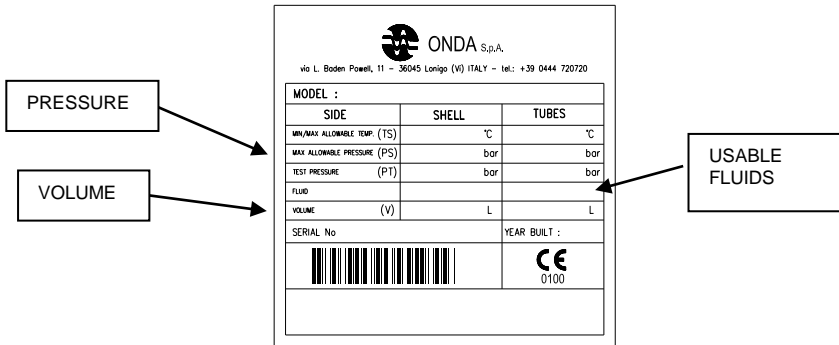 ONDA S.p.A.
via L. Baden Powell, 11 - 36045 Lonigo (VI) ITALY - tel.: +39 0444 720720
MODEL :
SIDE SHELL TUBES
MIN/MAX ALLOWABLE TEMP. (TS) °C °C
MAX ALLOWABLE PRESSURE (PS) bar bar
TEST PRESSURE (PT) bar bar
FLUID
VOLUME (V) L L
SERIAL No YEAR BUILT :
CE
0100
PRESSURE
VOLUME
USABLE
FLUIDS